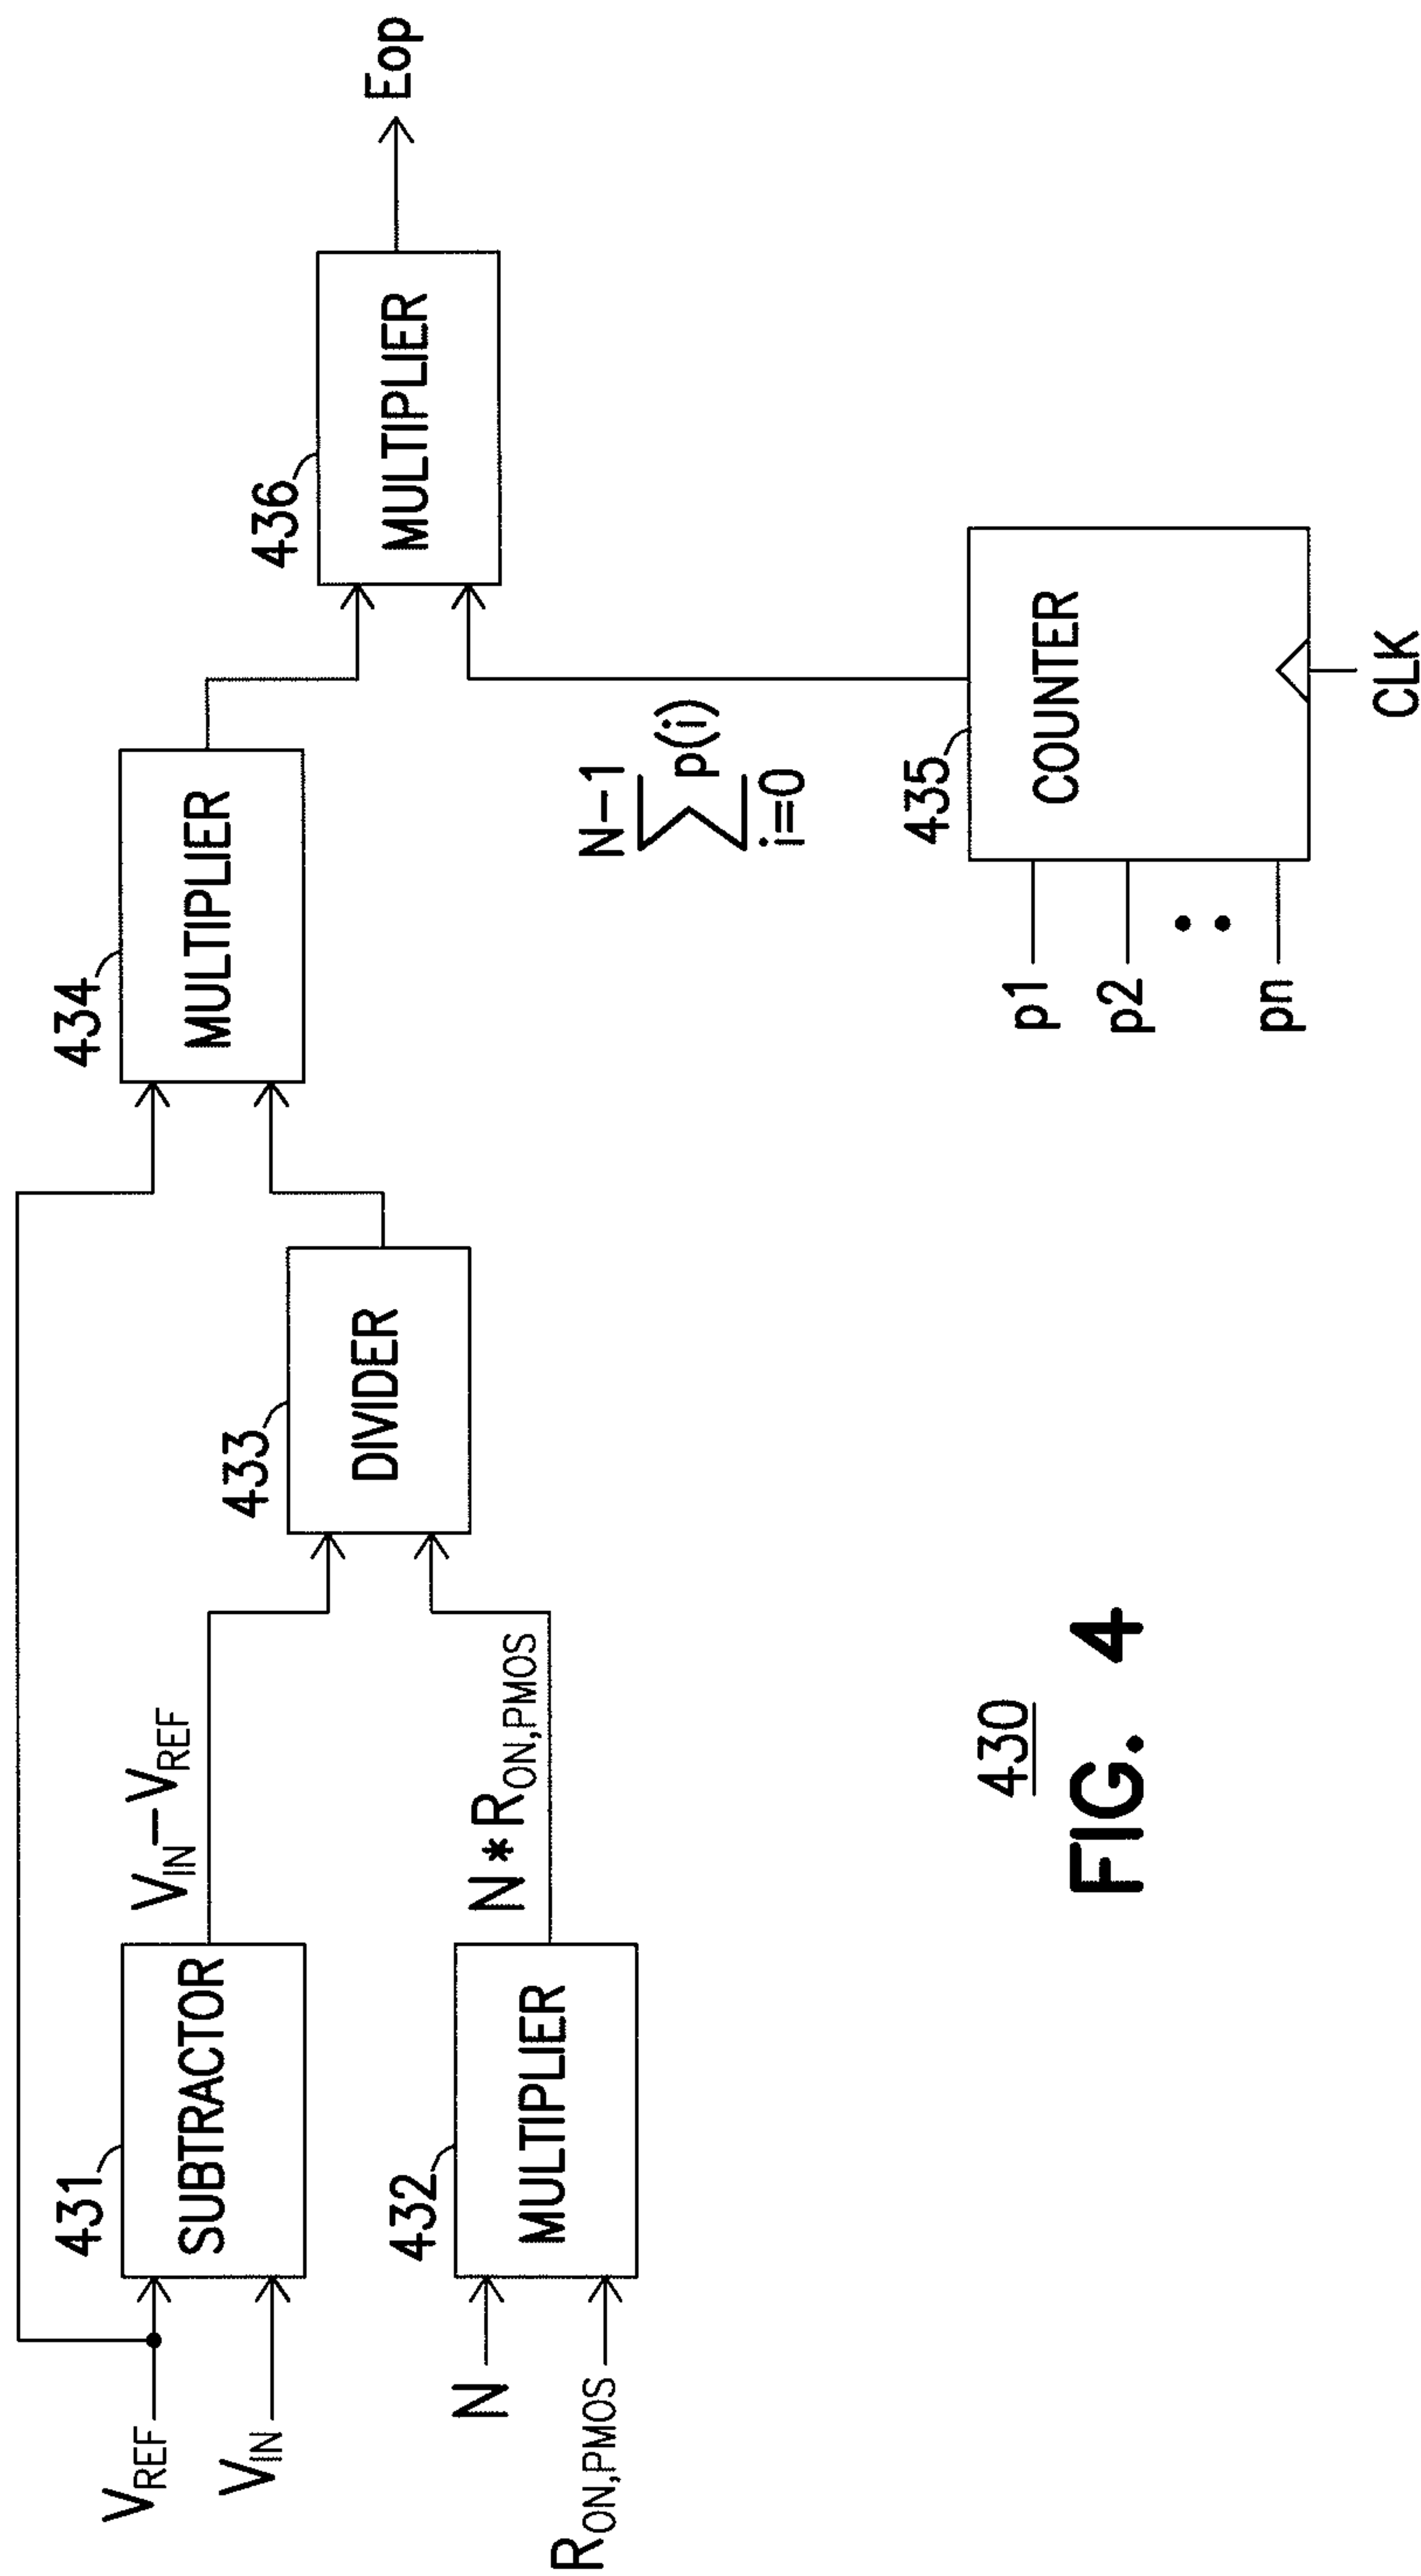 V_REF
V_IN
431
SUBTRACTOR
V_IN—V_REF
N
R_ON,PMOS
432
MULTIPLIER
N*R_ON,PMOS
433
DIVIDER
434
MULTIPLIER
436
MULTIPLIER
Eop
N-1
∑ p(i)
i=0
435
COUNTER
p1
p2
:
pn
CLK
430
FIG. 4